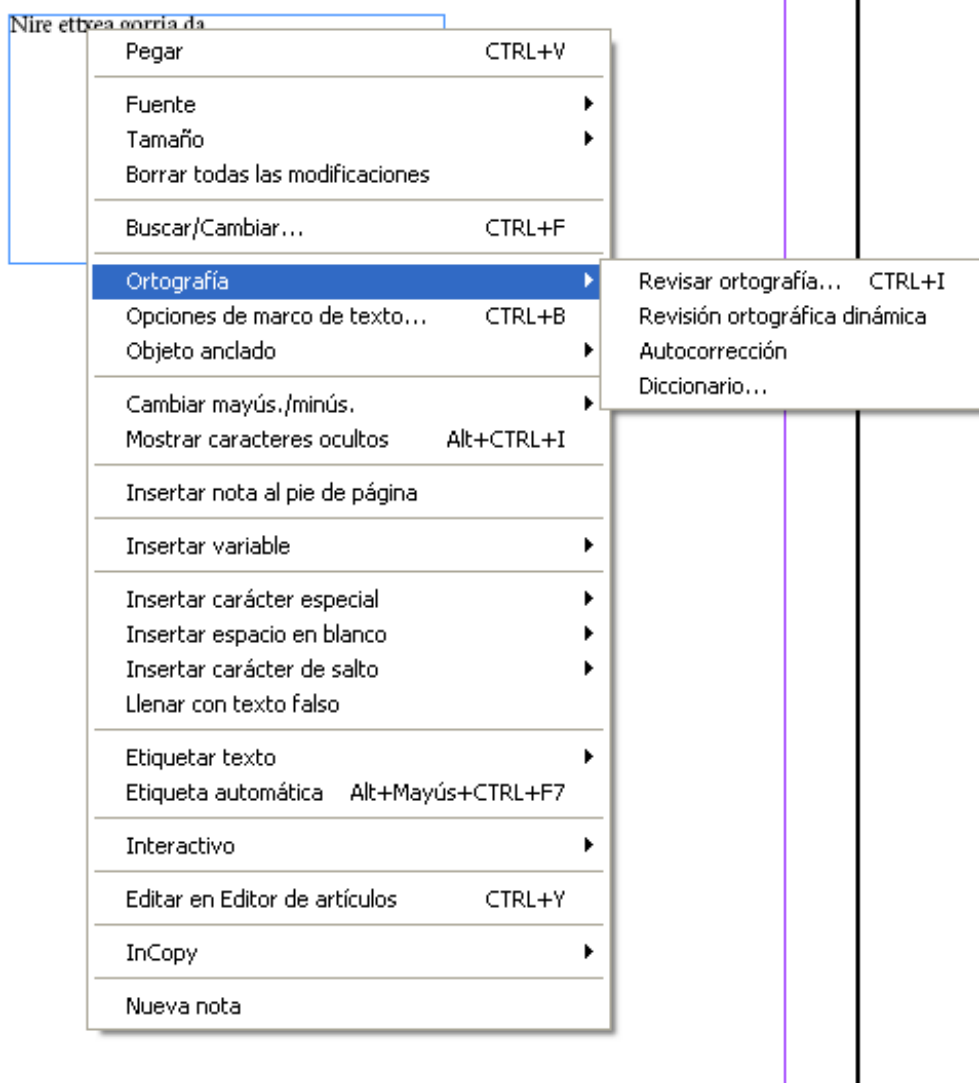 Nire ettxea gorria da
Pegar CTRL+V
Fuente
Tamaño
Borrar todas las modificaciones
Buscar/Cambiar... CTRL+F
Ortografía
Opciones de marco de texto... CTRL+B
Objeto anclado
Cambiar mayús./minús.
Mostrar caracteres ocultos Alt+CTRL+I
Insertar nota al pie de página
Insertar variable
Insertar carácter especial
Insertar espacio en blanco
Insertar carácter de salto
Llenar con texto falso
Etiquetar texto
Etiqueta automática Alt+Mayús+CTRL+F7
Interactivo
Editar en Editor de artículos CTRL+Y
InCopy
Nueva nota
Revisar ortografía... CTRL+I
Revisión ortográfica dinámica
Autocorrección
Diccionario...